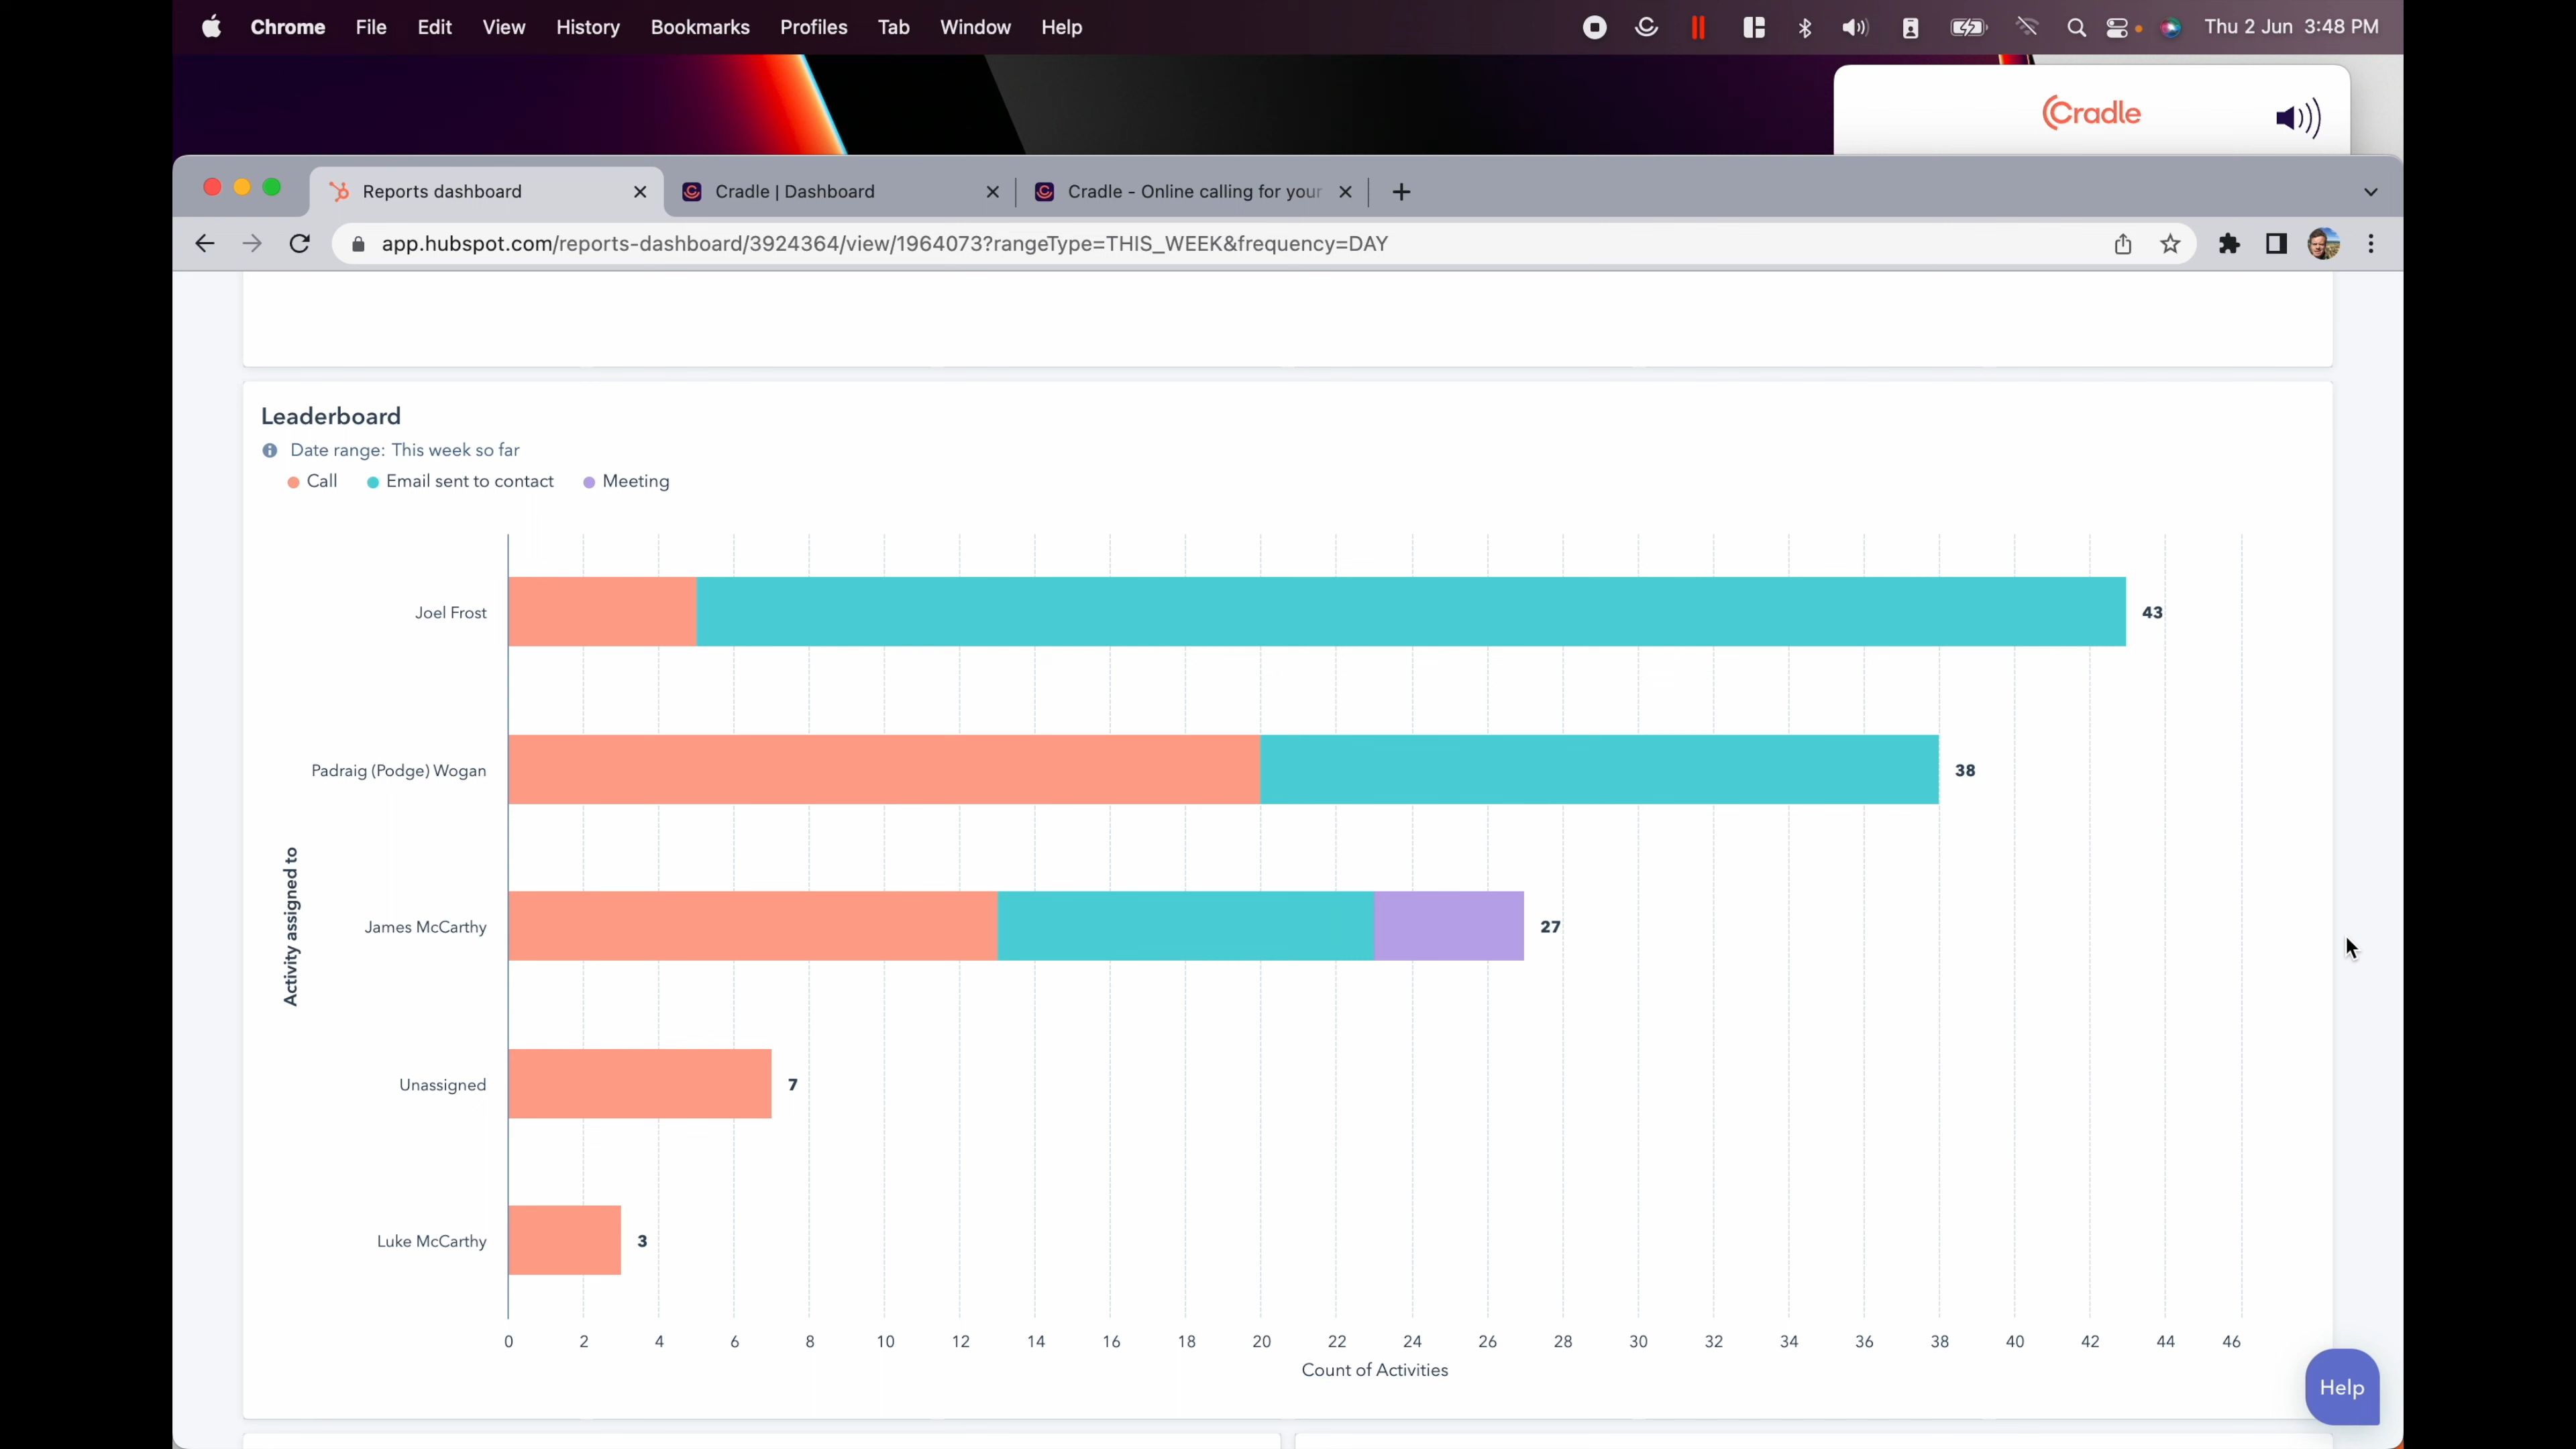 Chrome File Edit View History Bookmarks Profiles Tab Window Help Thu 2 Jun 3:48 PM
Cradle
Reports dashboard Cradle | Dashboard Cradle - Online calling for your
app.hubspot.com/reports-dashboard/3924364/view/1964073?rangeType=THIS_WEEK&frequency=DAY
Leaderboard
Date range: This week so far
Call Email sent to contact Meeting
Joel Frost 43
Padraig (Podge) Wogan 38
Activity assigned to
James McCarthy 27
Unassigned 7
Luke McCarthy 3
0 2 4 6 8 10 12 14 16 18 20 22 24 26 28 30 32 34 36 38 40 42 44 46
Count of Activities
Help